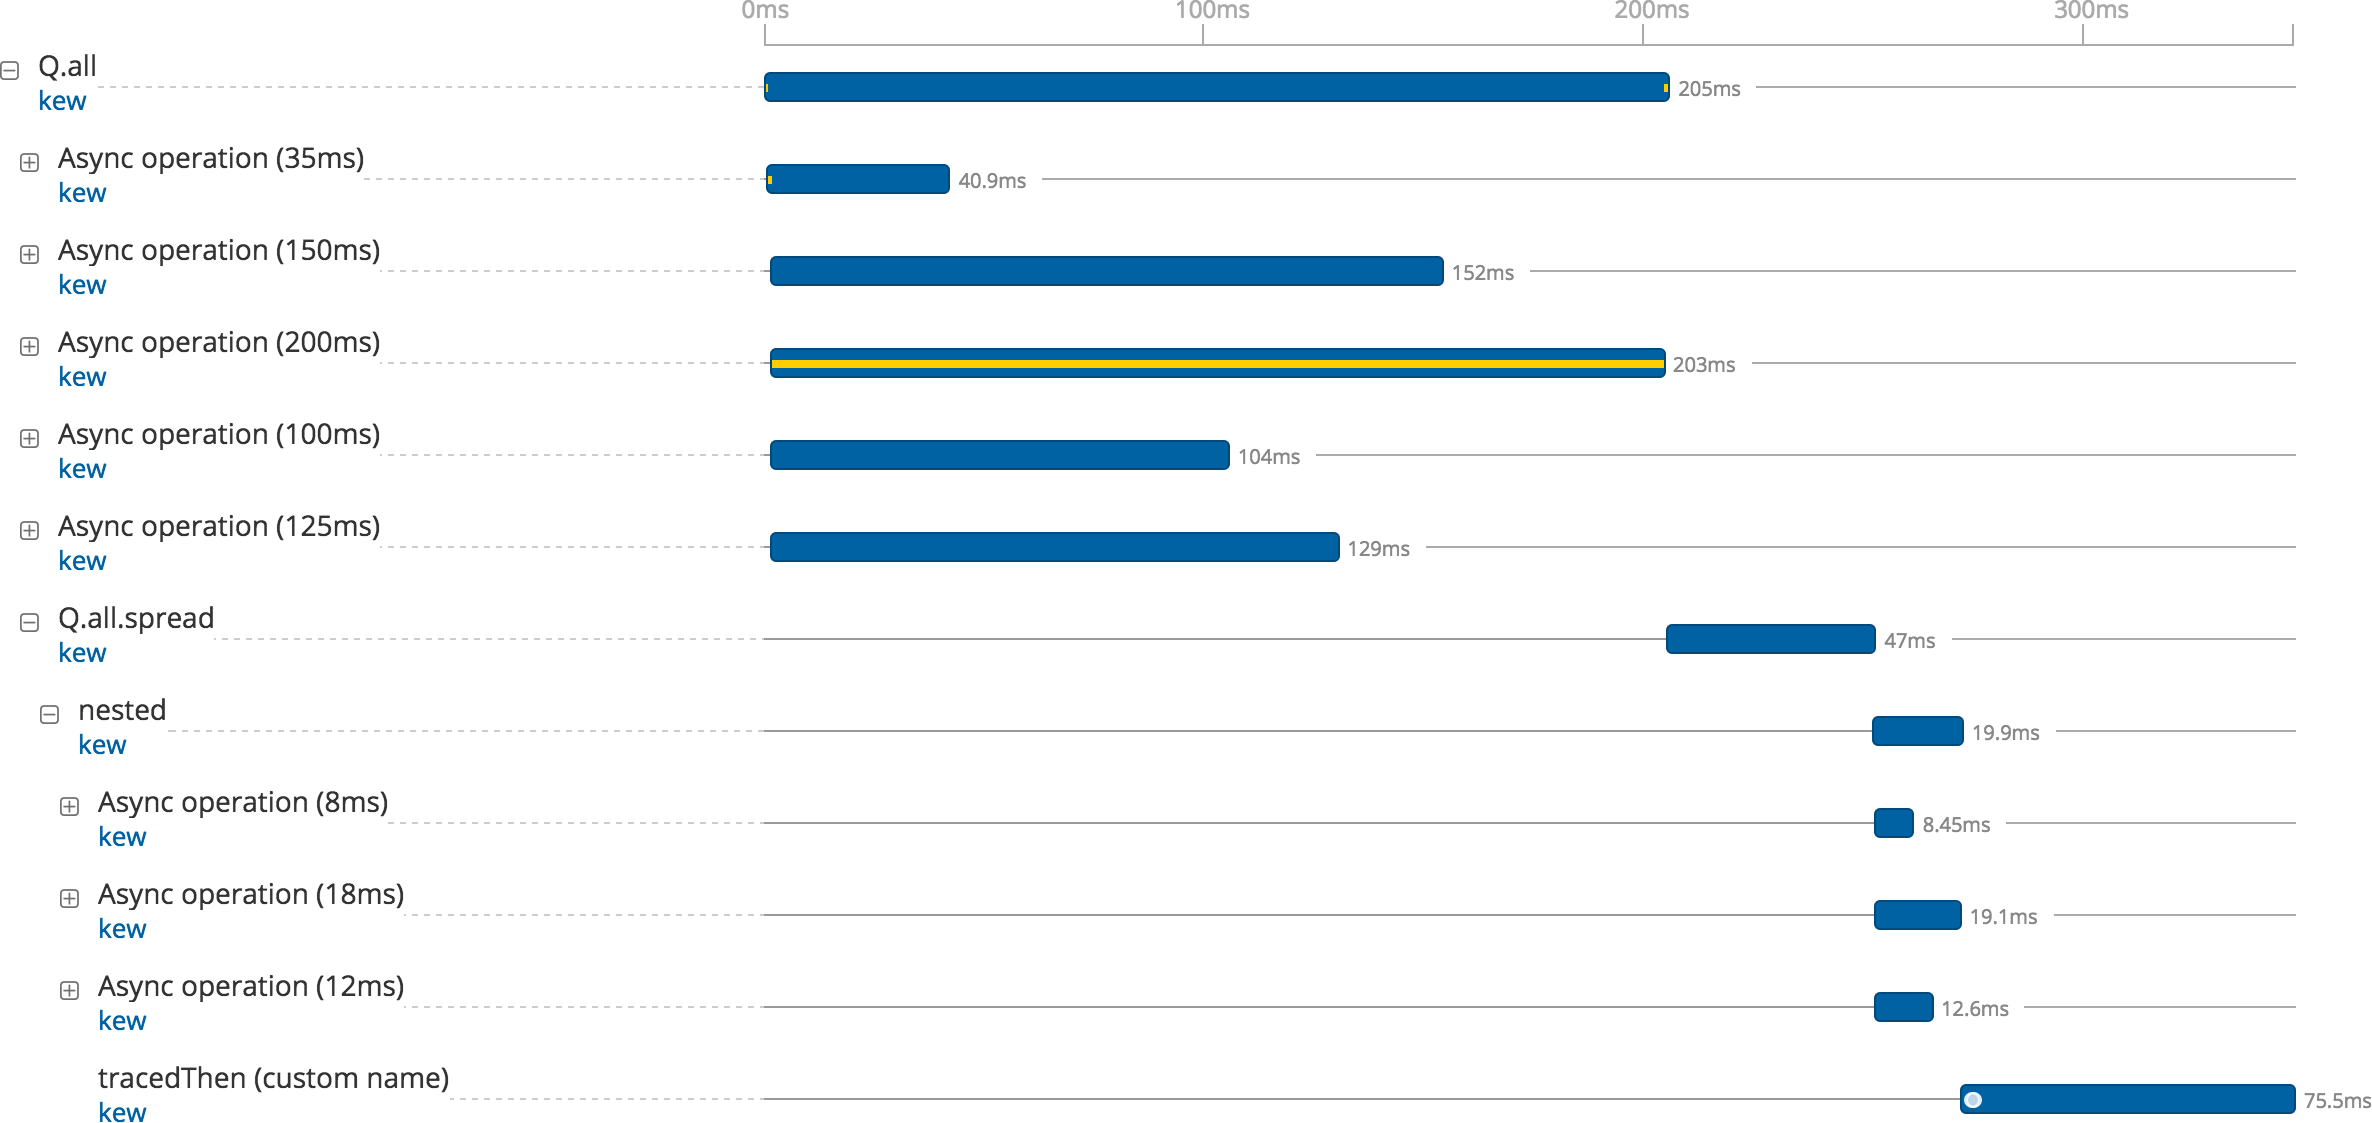 0ms 100ms 200ms 300ms
Q.all
kew
205ms
Async operation (35ms)
kew
40.9ms
Async operation (150ms)
kew
152ms
Async operation (200ms)
kew
203ms
Async operation (100ms)
kew
104ms
Async operation (125ms)
kew
129ms
Q.all.spread
kew
47ms
nested
kew
19.9ms
Async operation (8ms)
kew
8.45ms
Async operation (18ms)
kew
19.1ms
Async operation (12ms)
kew
12.6ms
tracedThen (custom name)
kew
75.5ms